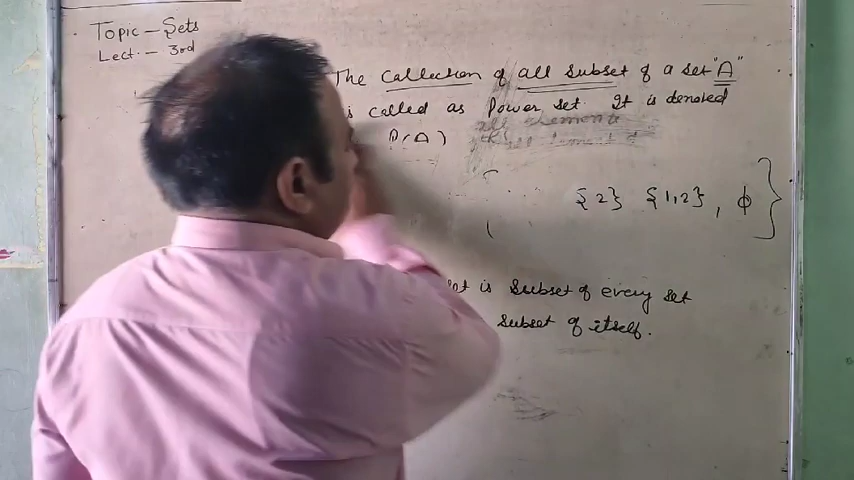 Topic - Sets
Lect. - 3rd
The Collection of all Subset of a Set "A"
is called as Power set. It is denoted
P(A)
{2} {1,2}, ϕ }
set is subset of every set
subset of itself.